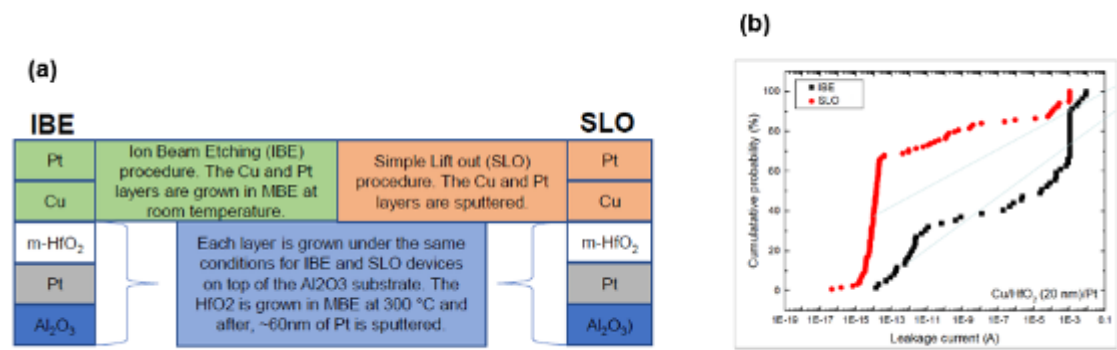 (a)
IBE
SLO
Pt
Ion Beam Etching (IBE)
procedure. The Cu and Pt
layers are grown in MBE at
room temperature.
Simple Lift out (SLO)
procedure. The Cu and Pt
layers are sputtered.
Pt
Cu
Cu
m-HfO₂
Each layer is grown under the same
conditions for IBE and SLO devices
on top of the Al2O3 substrate. The
HfO2 is grown in MBE at 300 °C and
after, ~60nm of Pt is sputtered.
m-HfO₂
Pt
Pt
Al₂O₃
Al₂O₃)
(b)
IBE
SLO
Cumulatative probability (%)
100
80
60
40
20
0
Cu/HfO₂ (20 nm)/Pt
1E-19 1E-17 1E-15 1E-13 1E-11 1E-9 1E-7 1E-5 1E-3 0.1
Leakage current (A)